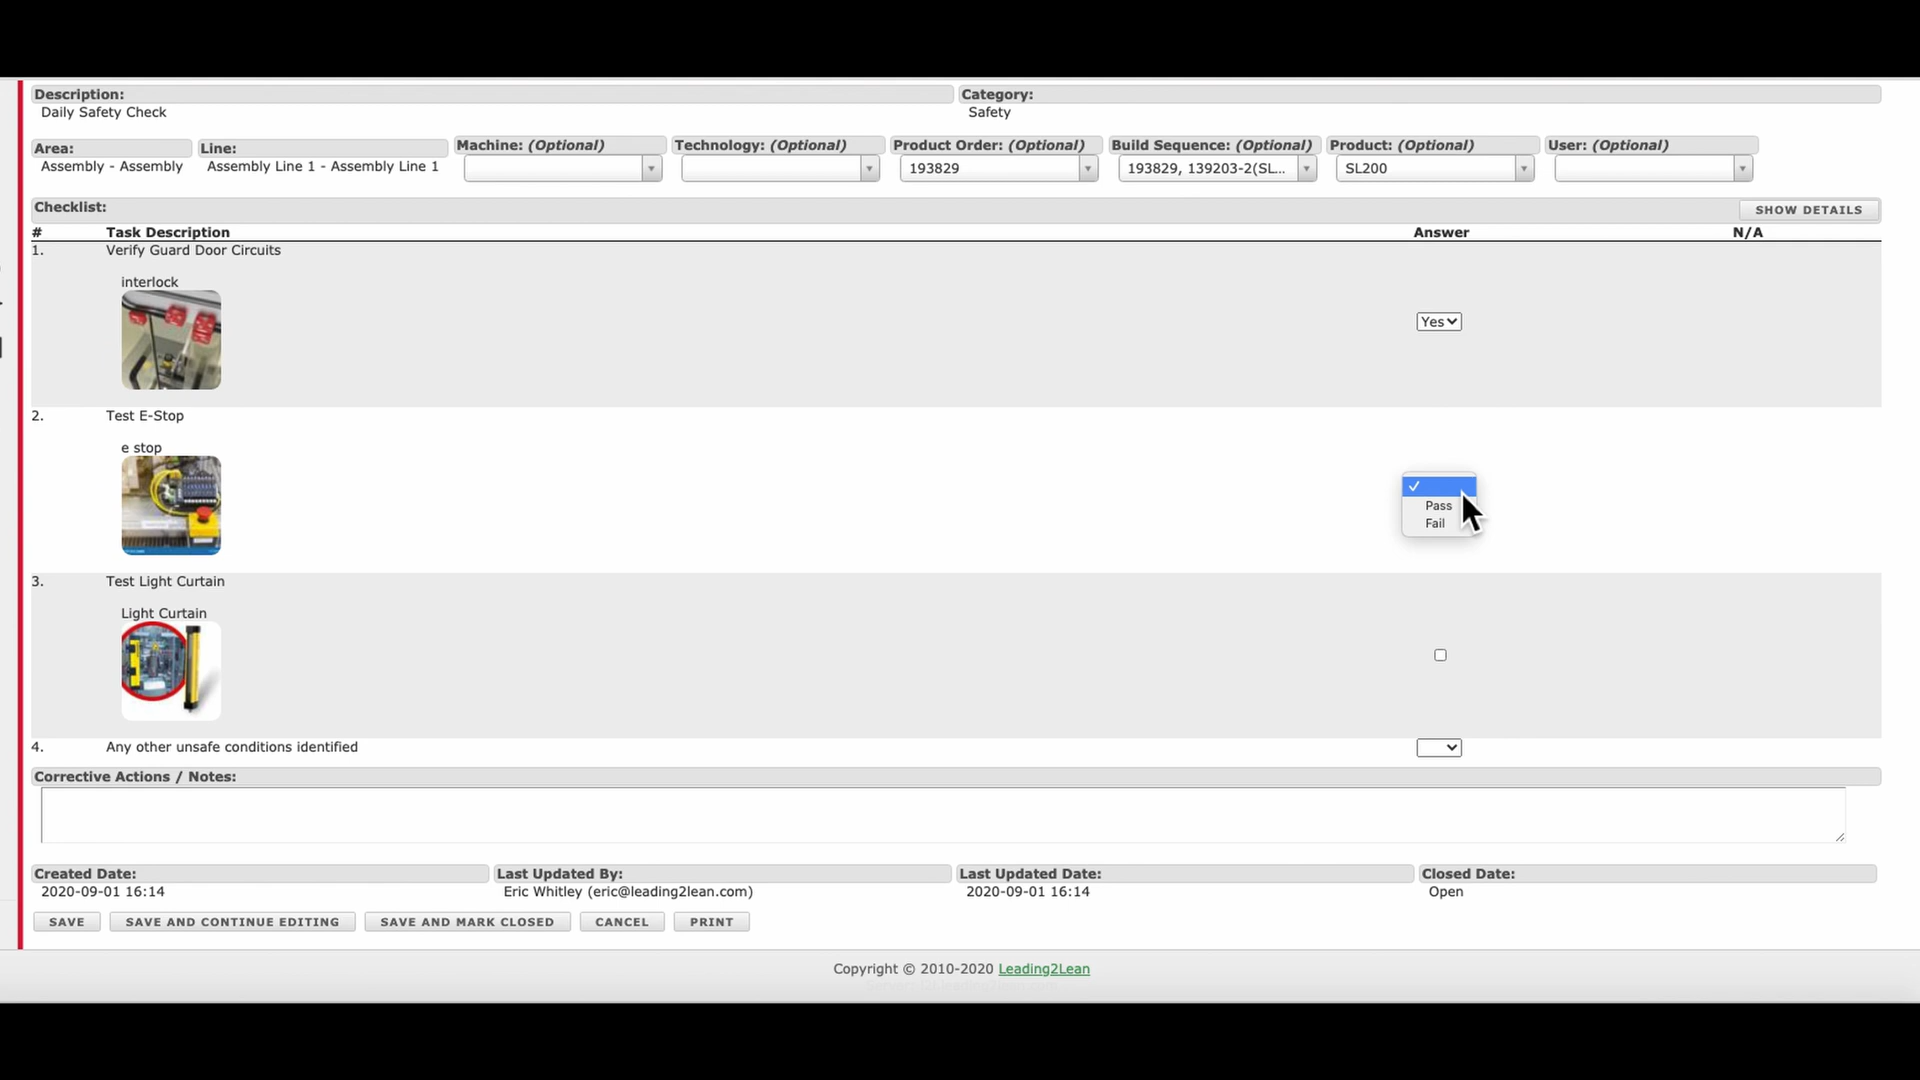 Description:
Category:
Daily Safety Check
Safety
Area:
Line:
Machine: (Optional)
Technology: (Optional)
Product Order: (Optional)
Build Sequence: (Optional)
Product: (Optional)
User: (Optional)
Assembly - Assembly
Assembly Line 1 - Assembly Line 1
193829
193829, 139203-2(SL...
SL200
Checklist:
SHOW DETAILS
# Task Description Answer N/A
1. Verify Guard Door Circuits
interlock
Yes
2. Test E-Stop
e stop
Pass
Fail
3. Test Light Curtain
Light Curtain
4. Any other unsafe conditions identified
Corrective Actions / Notes:
Created Date:
Last Updated By:
Last Updated Date:
Closed Date:
2020-09-01 16:14
Eric Whitley (eric@leading2lean.com)
2020-09-01 16:14
Open
SAVE
SAVE AND CONTINUE EDITING
SAVE AND MARK CLOSED
CANCEL
PRINT
Copyright © 2010-2020 Leading2Lean